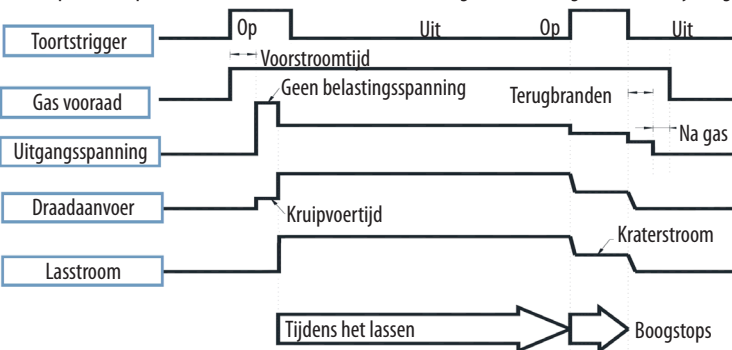 Toortstrigger
Op
Uit
Op
Uit
Voorstroomtijd
Gas vooraad
Geen belastingsspanning
Terugbranden
Na gas
Uitgangsspanning
Draadaanvoer
Kruipvoertijd
Kraterstroom
Lasstroom
Tijdens het lassen
Boogstops